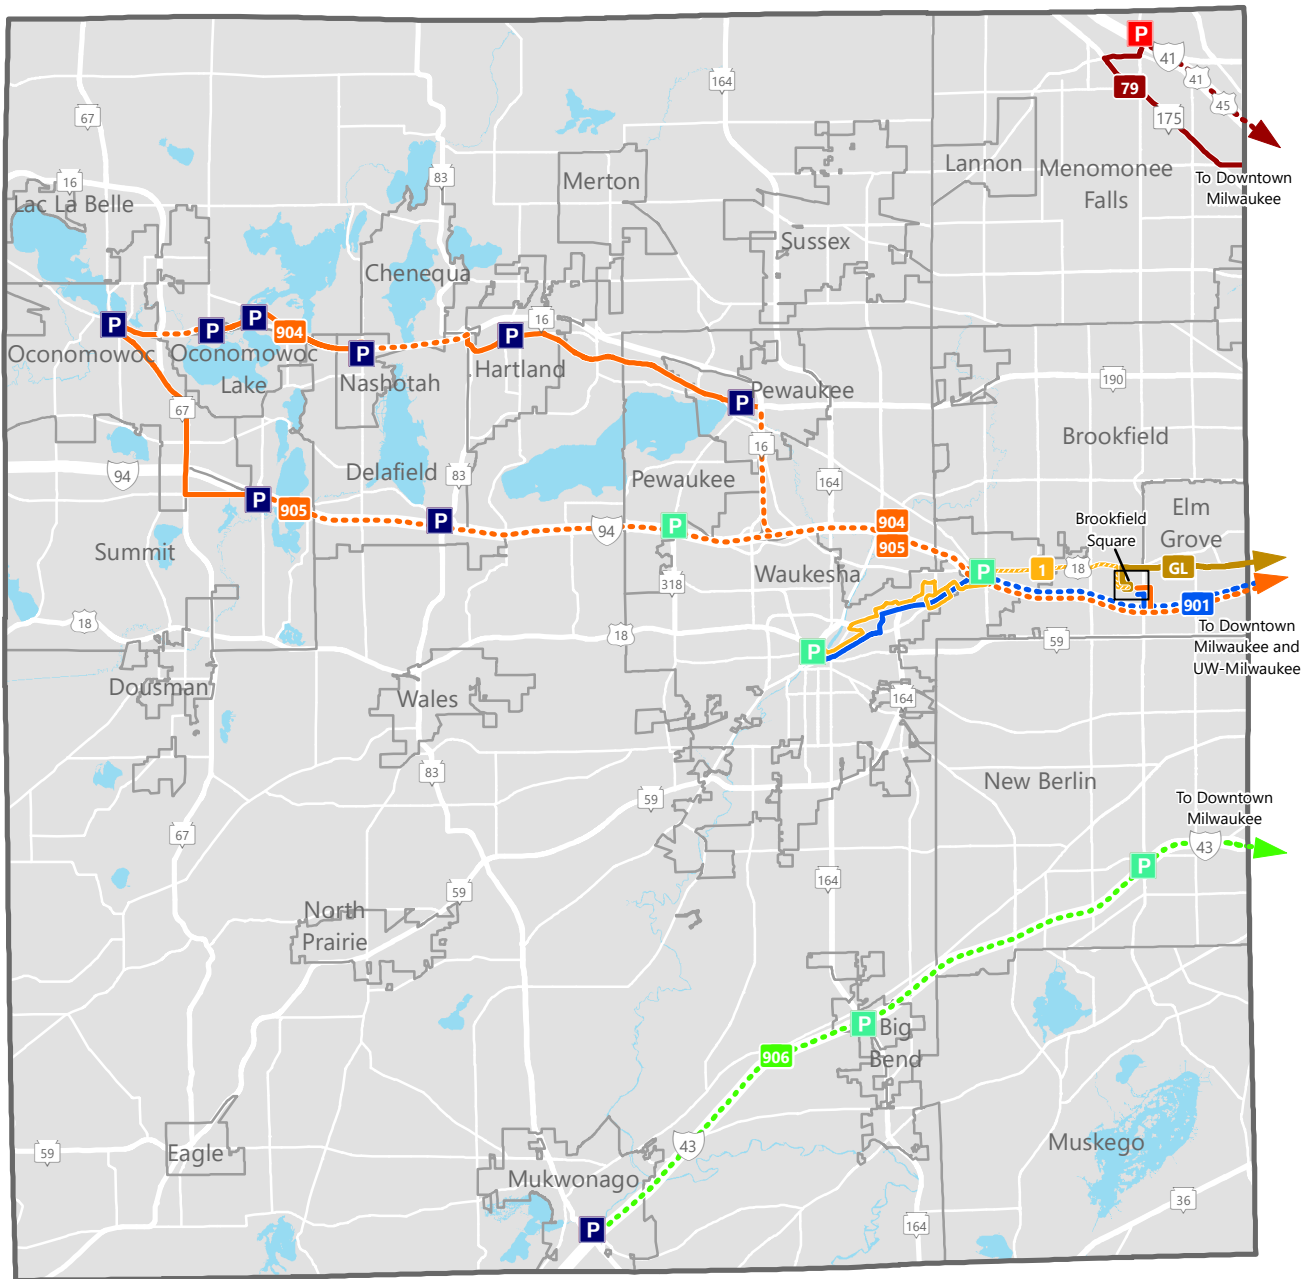 P
41
164
79
41
45
67
175
Lannon
Menomonee
Falls
83
Merton
16
To Downtown
Milwaukee
Lac La Belle
Sussex
Chenequa
P
P
P
904
16
P
Oconomowoc
Oconomowoc
Lake
P
Nashotah
Hartland
190
67
P
Pewaukee
16
Brookfield
94
Delafield
83
Pewaukee
164
P
905
P
94
P
904
905
Brookfield
Square
Elm
Grove
Summit
318
Waukesha
P
1
18
GL
901
18
18
P
59
To Downtown
Milwaukee and
UW-Milwaukee
Dousman
Wales
164
83
59
New Berlin
To Downtown
Milwaukee
67
43
164
P
59
North
Prairie
P
Big
Bend
906
59
Eagle
43
Muskego
Mukwonago
P
36
164